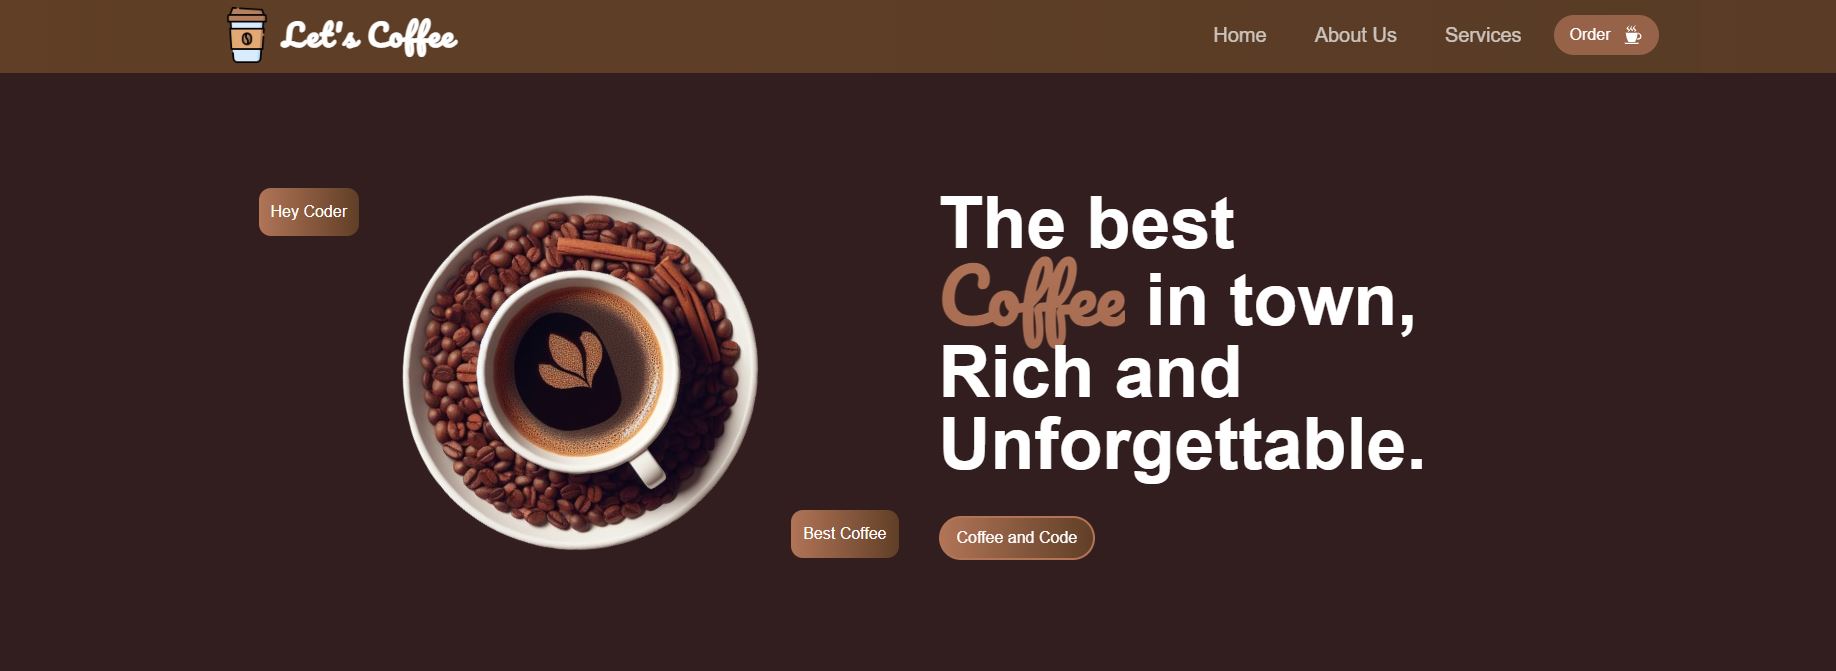 Let's Coffee
Home
About Us
Services
Order
Hey Coder
The best
Coffee in town,
Rich and
Unforgettable.
Best Coffee
Coffee and Code